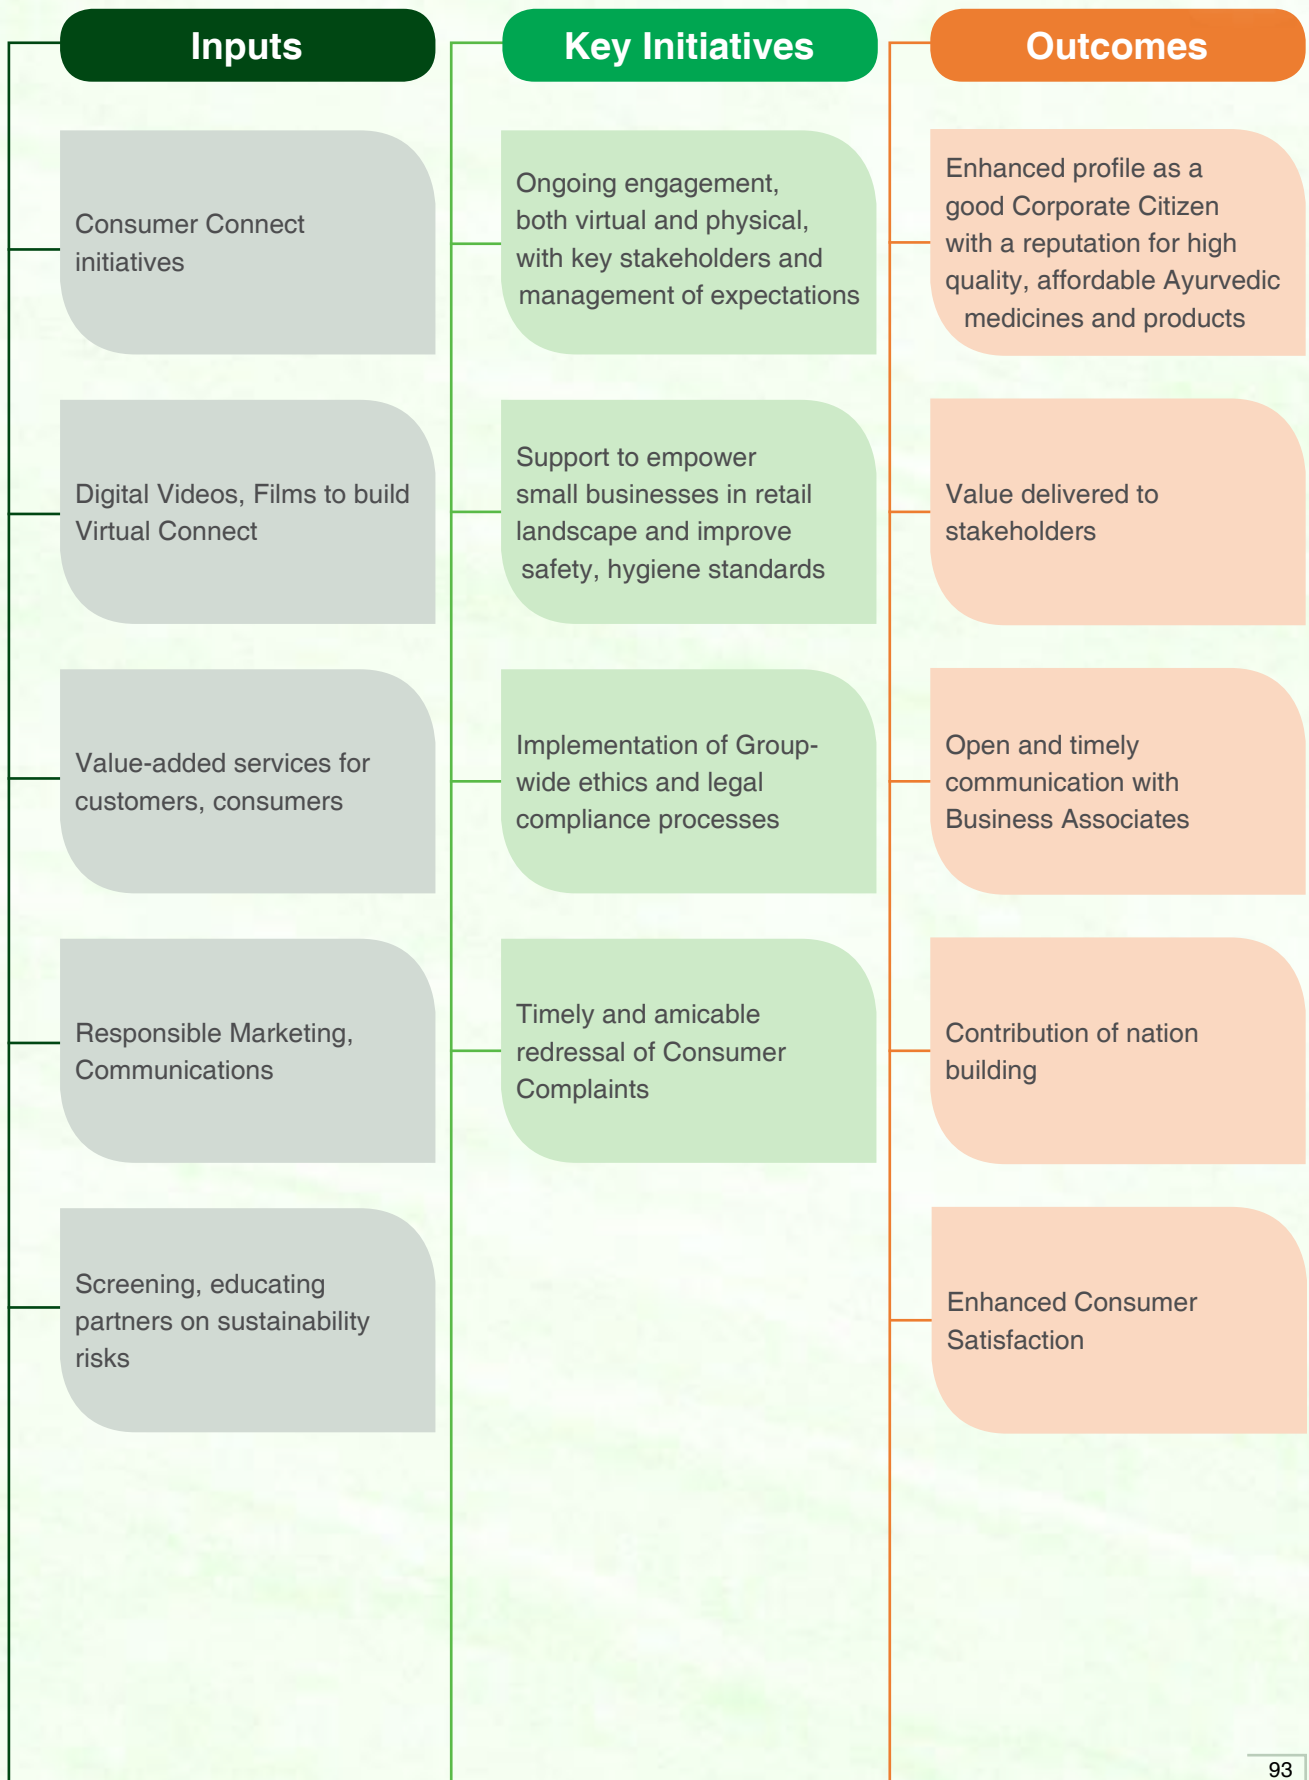 Inputs
Consumer Connect
initiatives
Digital Videos, Films to build
Virtual Connect
Value-added services for
customers, consumers
Responsible Marketing,
Communications
Screening, educating
partners on sustainability
risks
Key Initiatives
Ongoing engagement,
both virtual and physical,
with key stakeholders and
management of expectations
Support to empower
small businesses in retail
landscape and improve
safety, hygiene standards
Implementation of Group-
wide ethics and legal
compliance processes
Timely and amicable
redressal of Consumer
Complaints
Outcomes
Enhanced profile as a
good Corporate Citizen
with a reputation for high
quality, affordable Ayurvedic
medicines and products
Value delivered to
stakeholders
Open and timely
communication with
Business Associates
Contribution of nation
building
Enhanced Consumer
Satisfaction
93